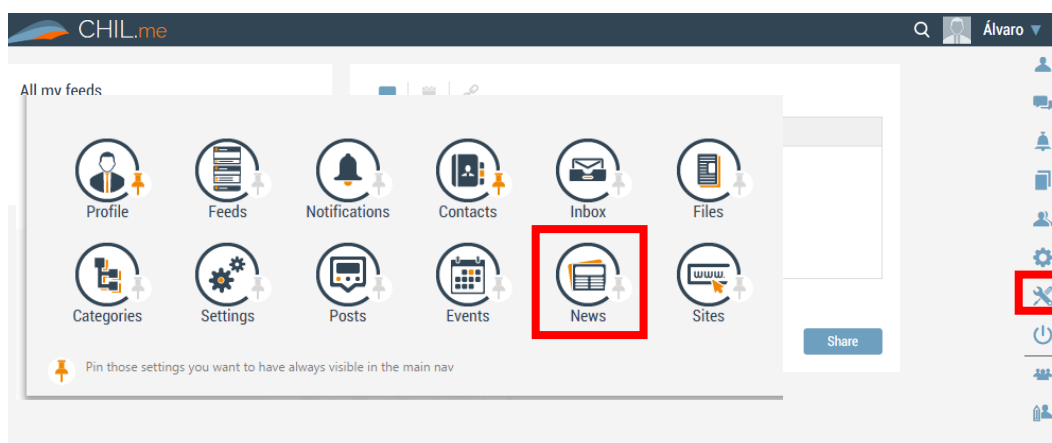 CHIL.me
Álvaro
All my feeds
Profile
Feeds
Notifications
Contacts
Inbox
Files
Categories
Settings
Posts
Events
News
www.
Sites
Pin those settings you want to have always visible in the main nav
Share